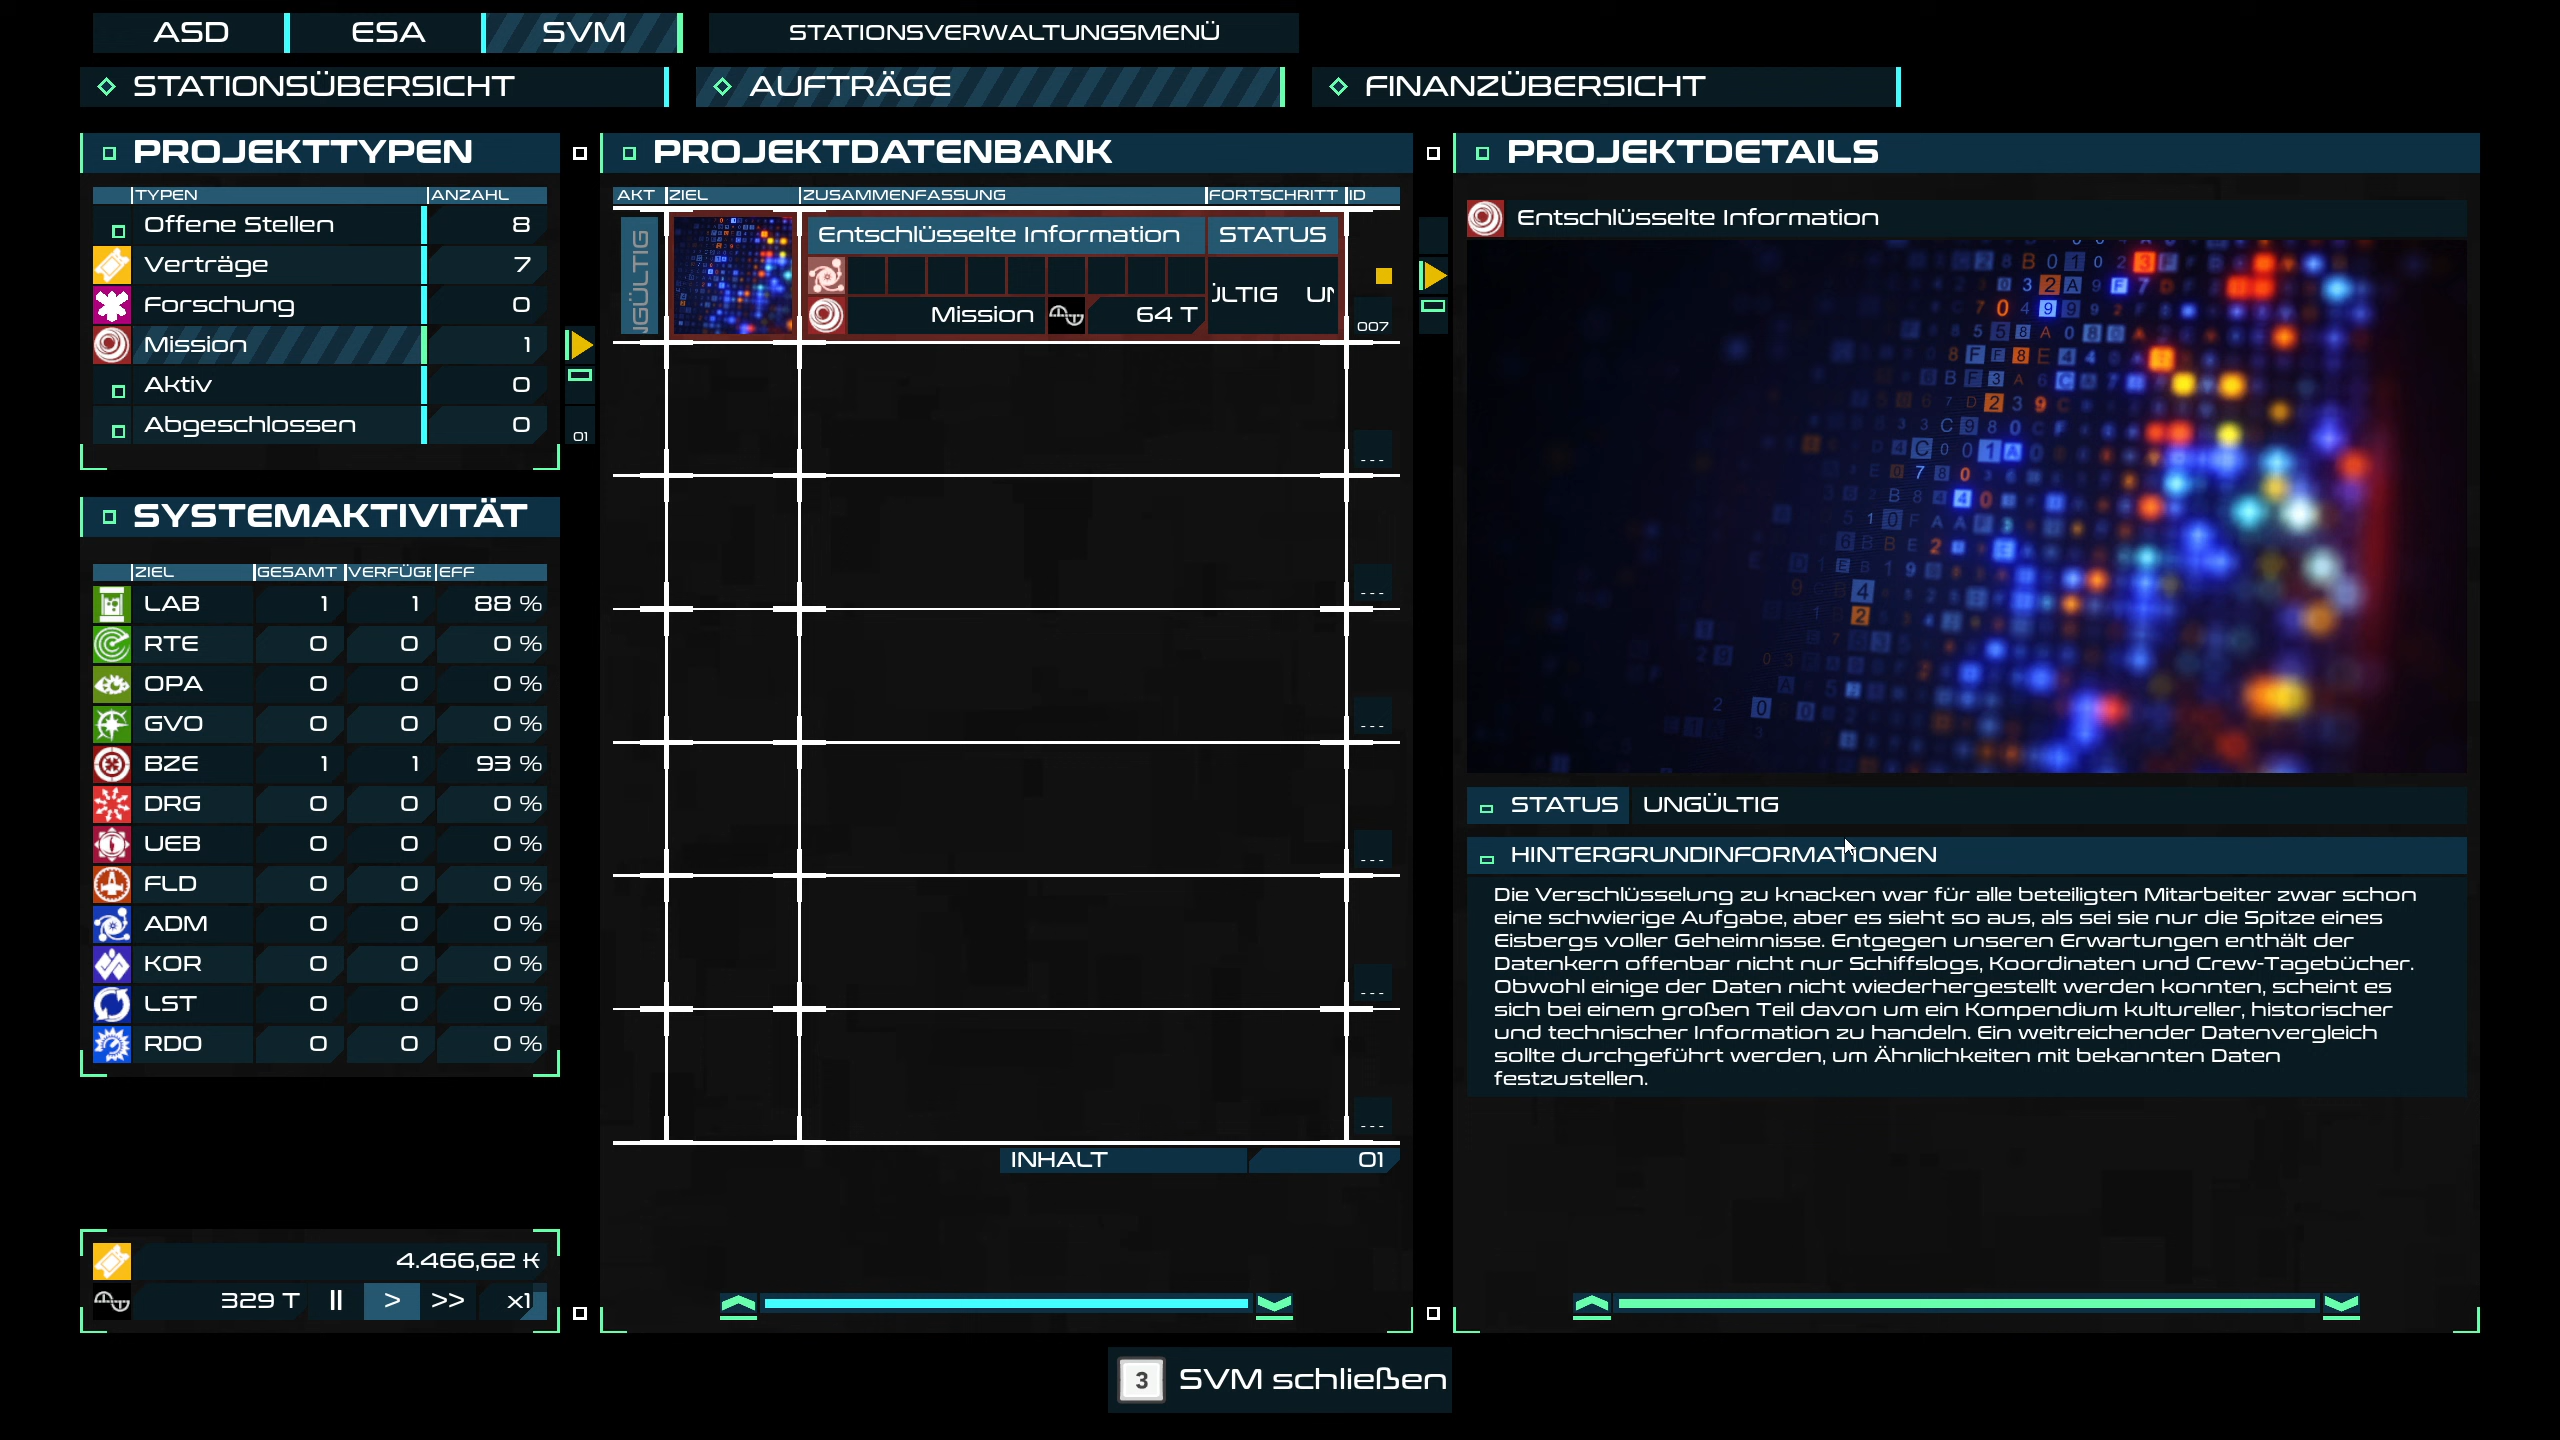 ASD
ESA
SVM
STATIONSVERWALTUNGSMENÜ
STATIONSÜBERSICHT
AUFTRÄGE
FINANZÜBERSICHT
PROJEKTTYPEN
TYPEN ANZAHL
Offene Stellen 8
Verträge 7
Forschung 0
Mission 1
Aktiv 0
Abgeschlossen 0
01
SYSTEMAKTIVITÄT
ZIEL GESAMT VERFÜGE EFF
LAB 1 1 88 %
RTE 0 0 0 %
OPA 0 0 0 %
GVO 0 0 0 %
BZE 1 1 93 %
DRG 0 0 0 %
UEB 0 0 0 %
FLD 0 0 0 %
ADM 0 0 0 %
KOR 0 0 0 %
LST 0 0 0 %
RDO 0 0 0 %
4.466,62 K
329 T || > >> x1
PROJEKTDATENBANK
AKT ZIEL ZUSAMMENFASSUNG FORTSCHRITT ID
NGÜLTIG
Entschlüsselte Information STATUS
ÜLTIG UN
Mission 64 T
007
---
---
---
---
---
---
INHALT 01
PROJEKTDETAILS
Entschlüsselte Information
STATUS UNGÜLTIG
HINTERGRUNDINFORMATIONEN
Die Verschlüsselung zu knacken war für alle beteiligten Mitarbeiter zwar schon
eine schwierige Aufgabe, aber es sieht so aus, als sei sie nur die Spitze eines
Eisbergs voller Geheimnisse. Entgegen unseren Erwartungen enthält der
Datenkern offenbar nicht nur Schiffslogs, Koordinaten und Crew-Tagebücher.
Obwohl einige der Daten nicht wiederhergestellt werden konnten, scheint es
sich bei einem großen Teil davon um ein Kompendium kultureller, historischer
und technischer Information zu handeln. Ein weitreichender Datenvergleich
sollte durchgeführt werden, um Ähnlichkeiten mit bekannten Daten
festzustellen.
3 SVM schließen